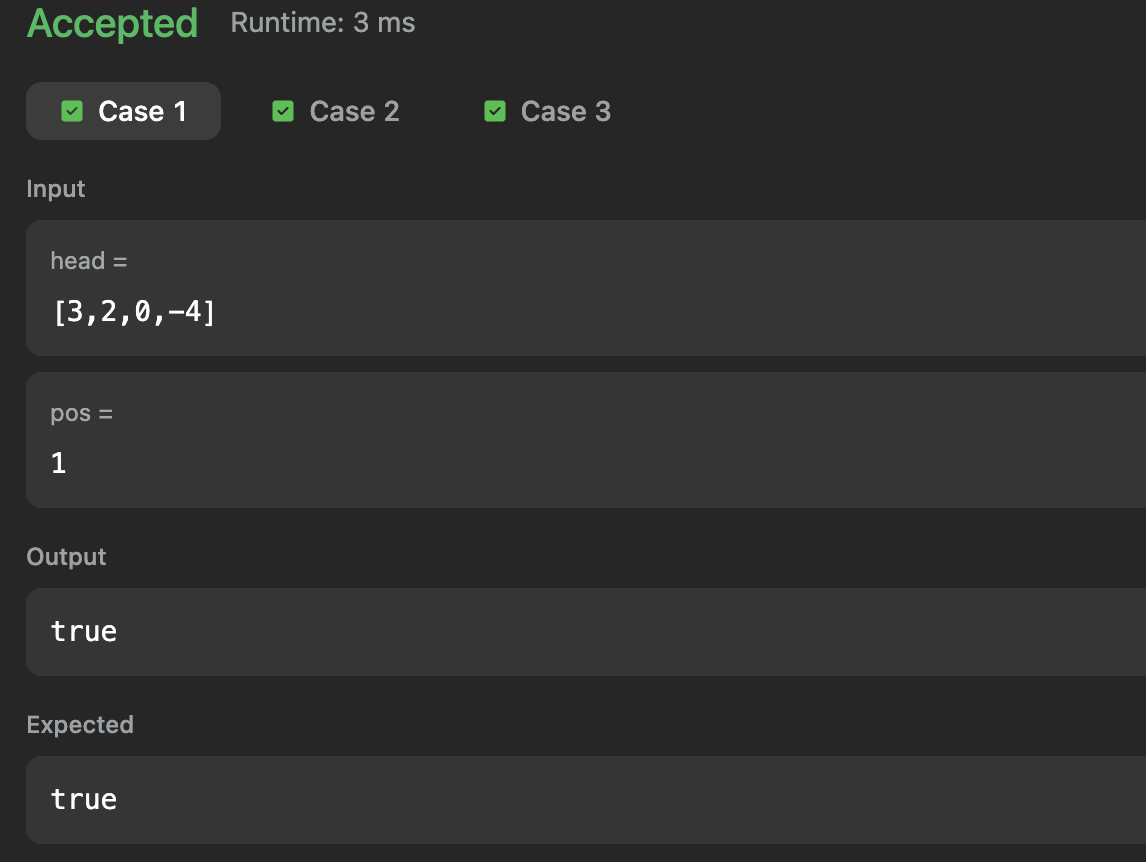 Accepted Runtime: 3 ms
Case 1 Case 2 Case 3
Input
head =
[3,2,0,-4]
pos =
1
Output
true
Expected
true